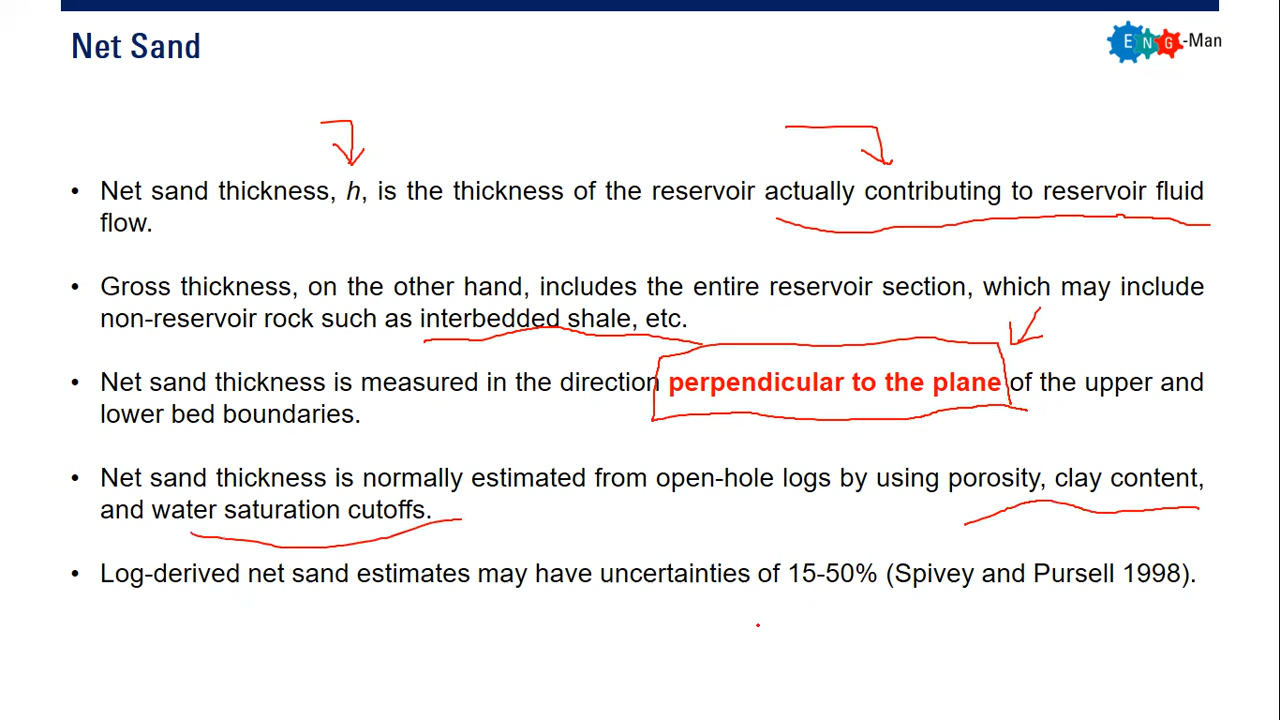 Net Sand
ENG-Man
• Net sand thickness, h, is the thickness of the reservoir actually contributing to reservoir fluid
flow.
• Gross thickness, on the other hand, includes the entire reservoir section, which may include
non-reservoir rock such as interbedded shale, etc.
• Net sand thickness is measured in the direction perpendicular to the plane of the upper and
lower bed boundaries.
• Net sand thickness is normally estimated from open-hole logs by using porosity, clay content,
and water saturation cutoffs.
• Log-derived net sand estimates may have uncertainties of 15-50% (Spivey and Pursell 1998).